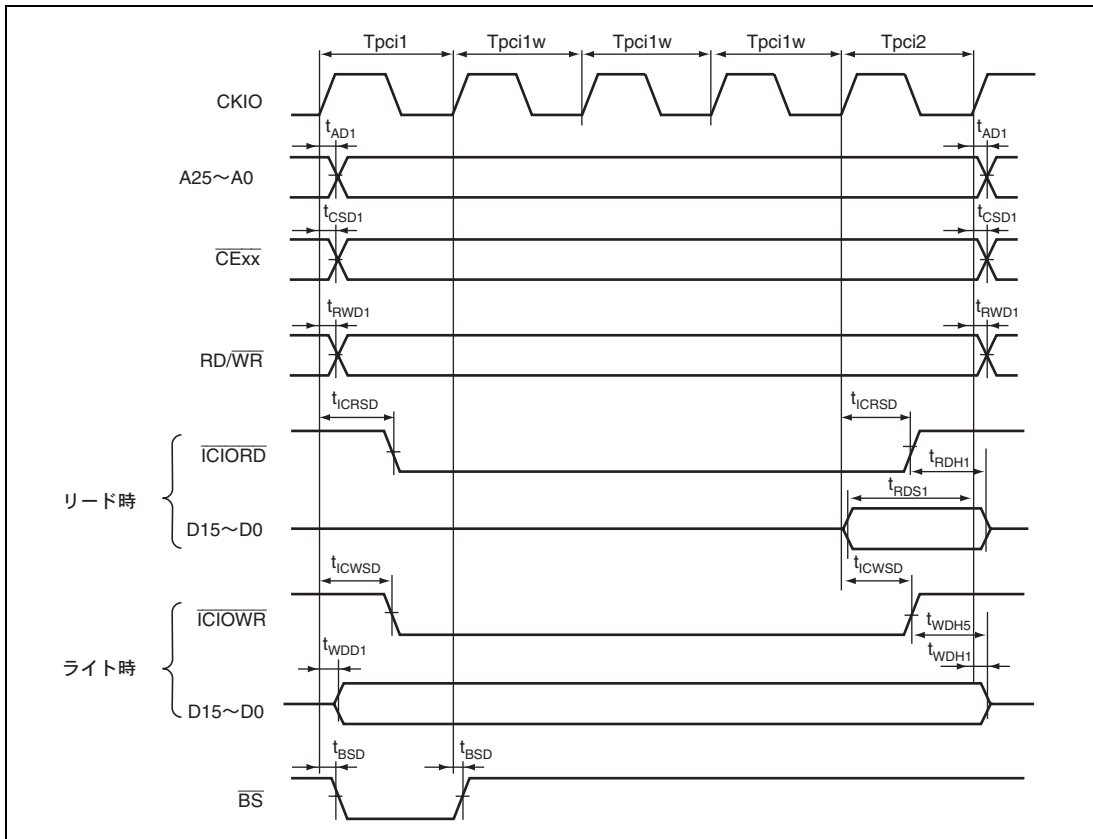 Tpci1 Tpci1w Tpci1w Tpci1w Tpci2
CKIO
tAD1 tAD1
A25～A0
tCSD1 tCSD1
CExx
tRWD1 tRWD1
RD/WR
tICRSD tICRSD
ICIORD
tRDH1
リード時
tRDS1
D15～D0
tICWSD tICWSD
ICIOWR
tWDH5
ライト時
tWDD1 tWDH1
D15～D0
tBSD tBSD
BS